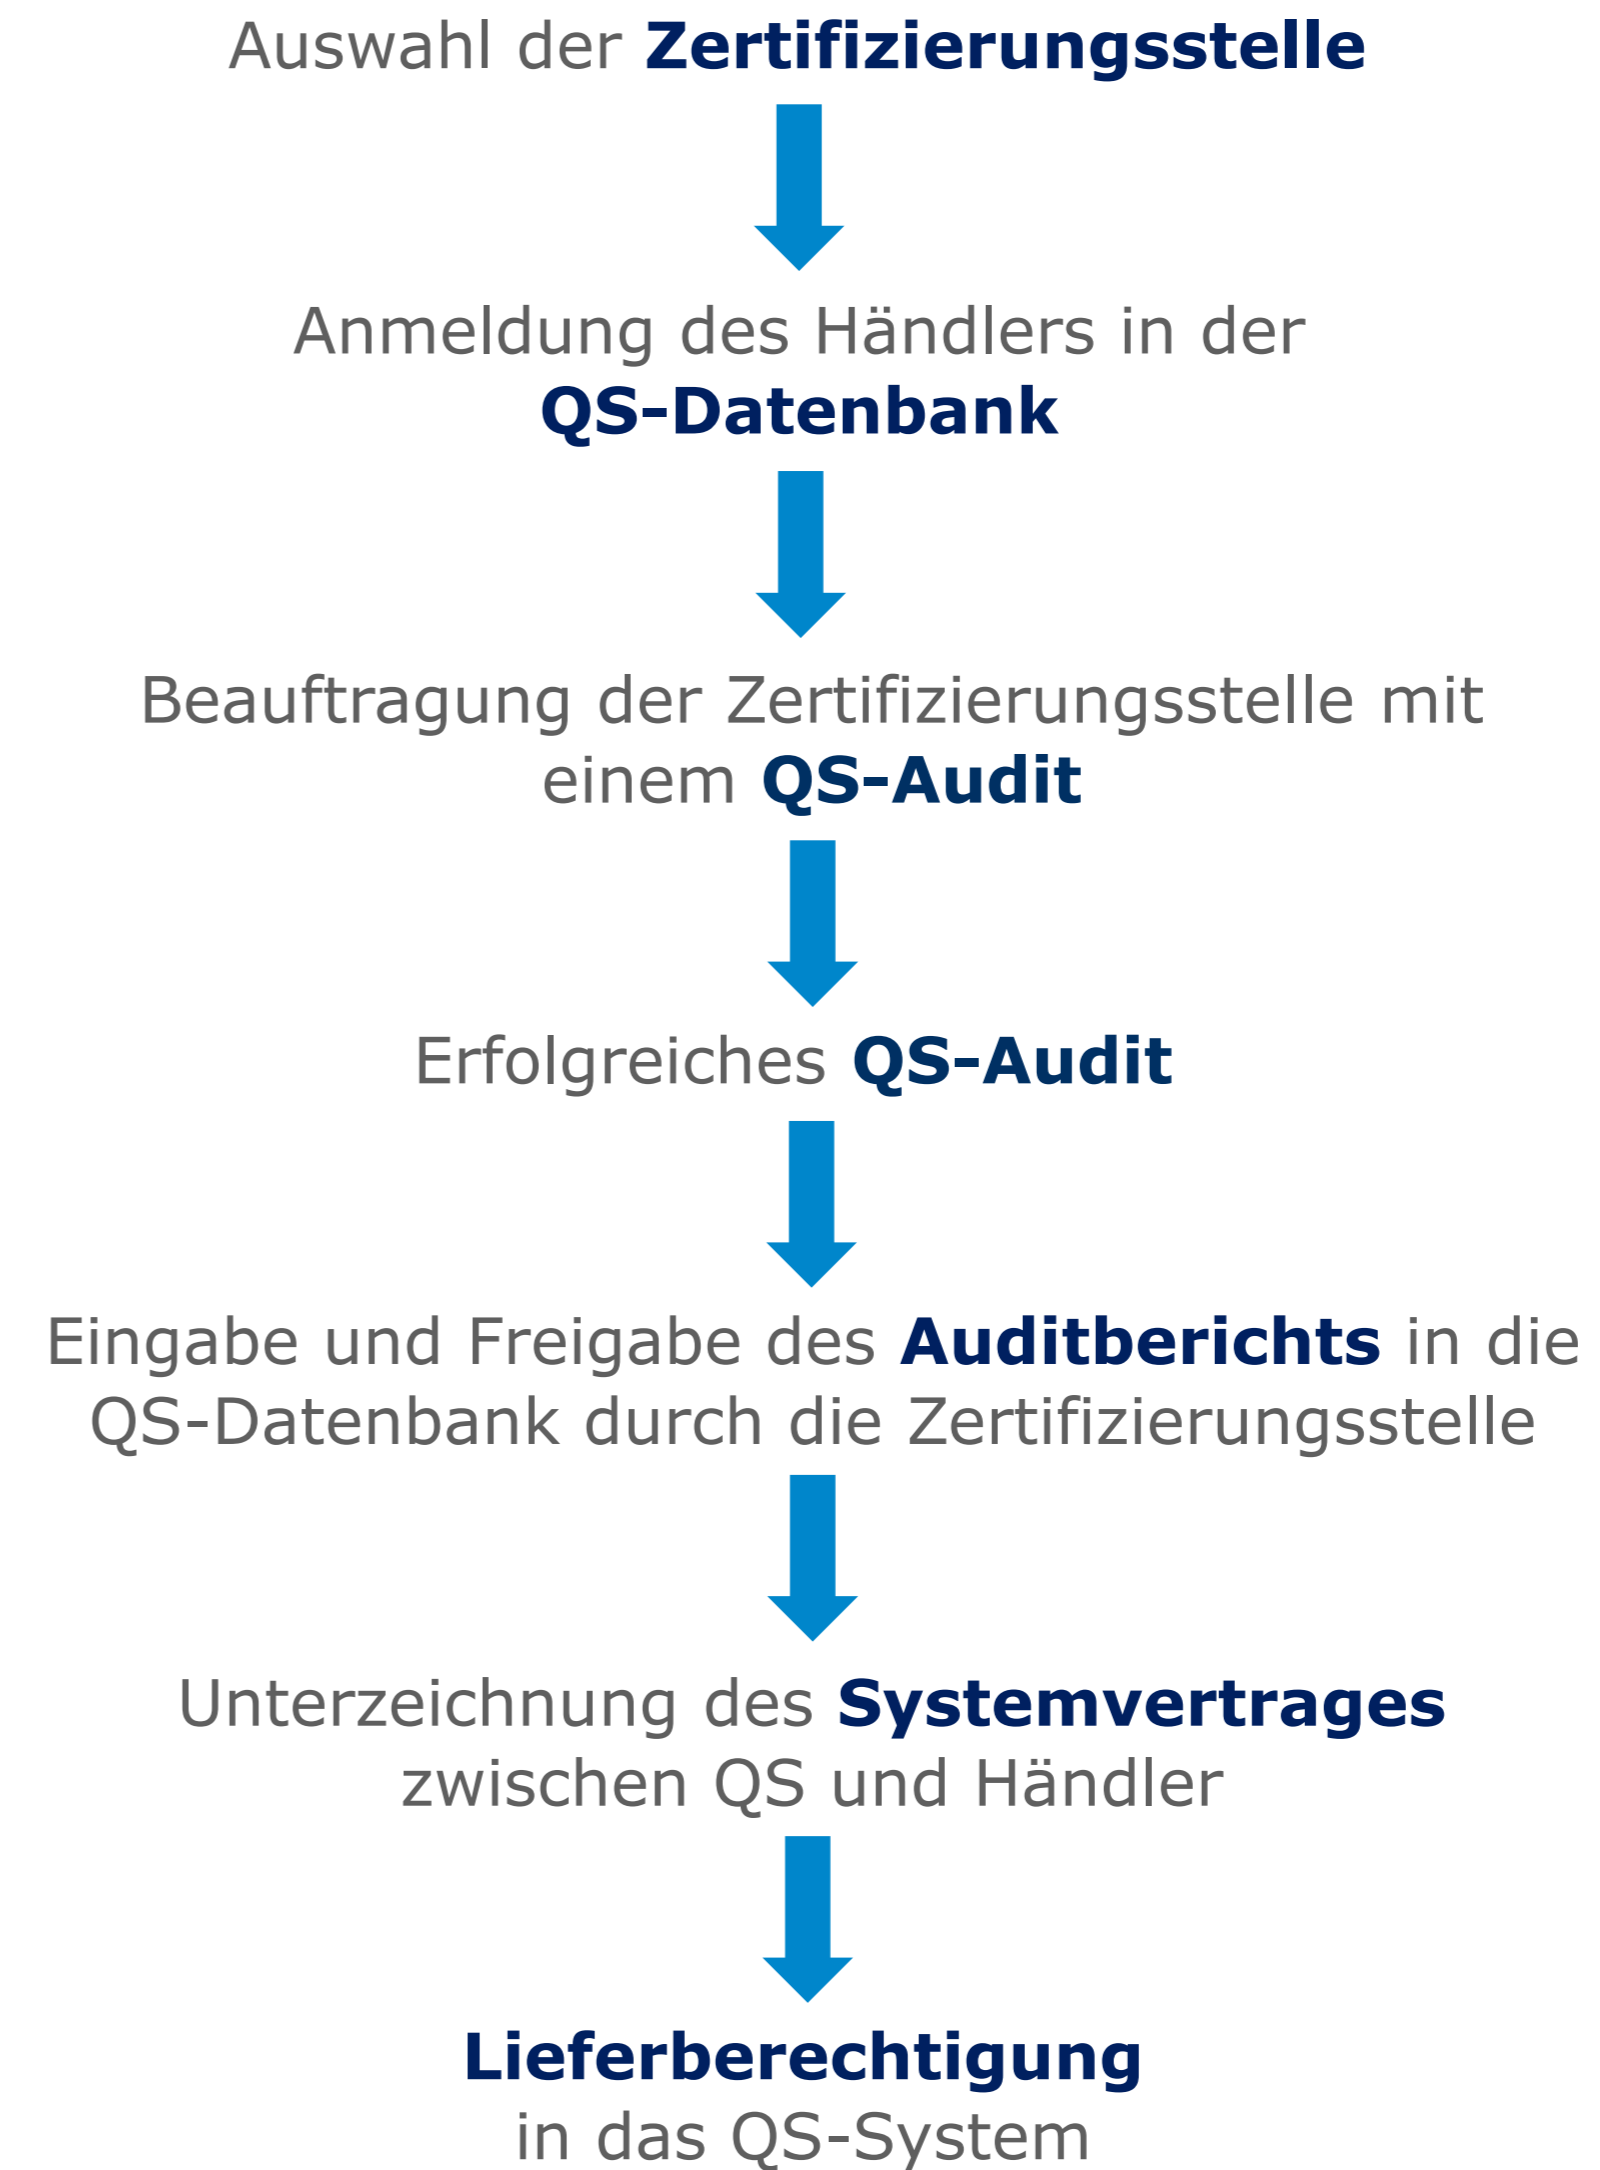 Auswahl der Zertifizierungsstelle
Anmeldung des Händlers in der
QS-Datenbank
Beauftragung der Zertifizierungsstelle mit
einem QS-Audit
Erfolgreiches QS-Audit
Eingabe und Freigabe des Auditberichts in die
QS-Datenbank durch die Zertifizierungsstelle
Unterzeichnung des Systemvertrages
zwischen QS und Händler
Lieferberechtigung
in das QS-System